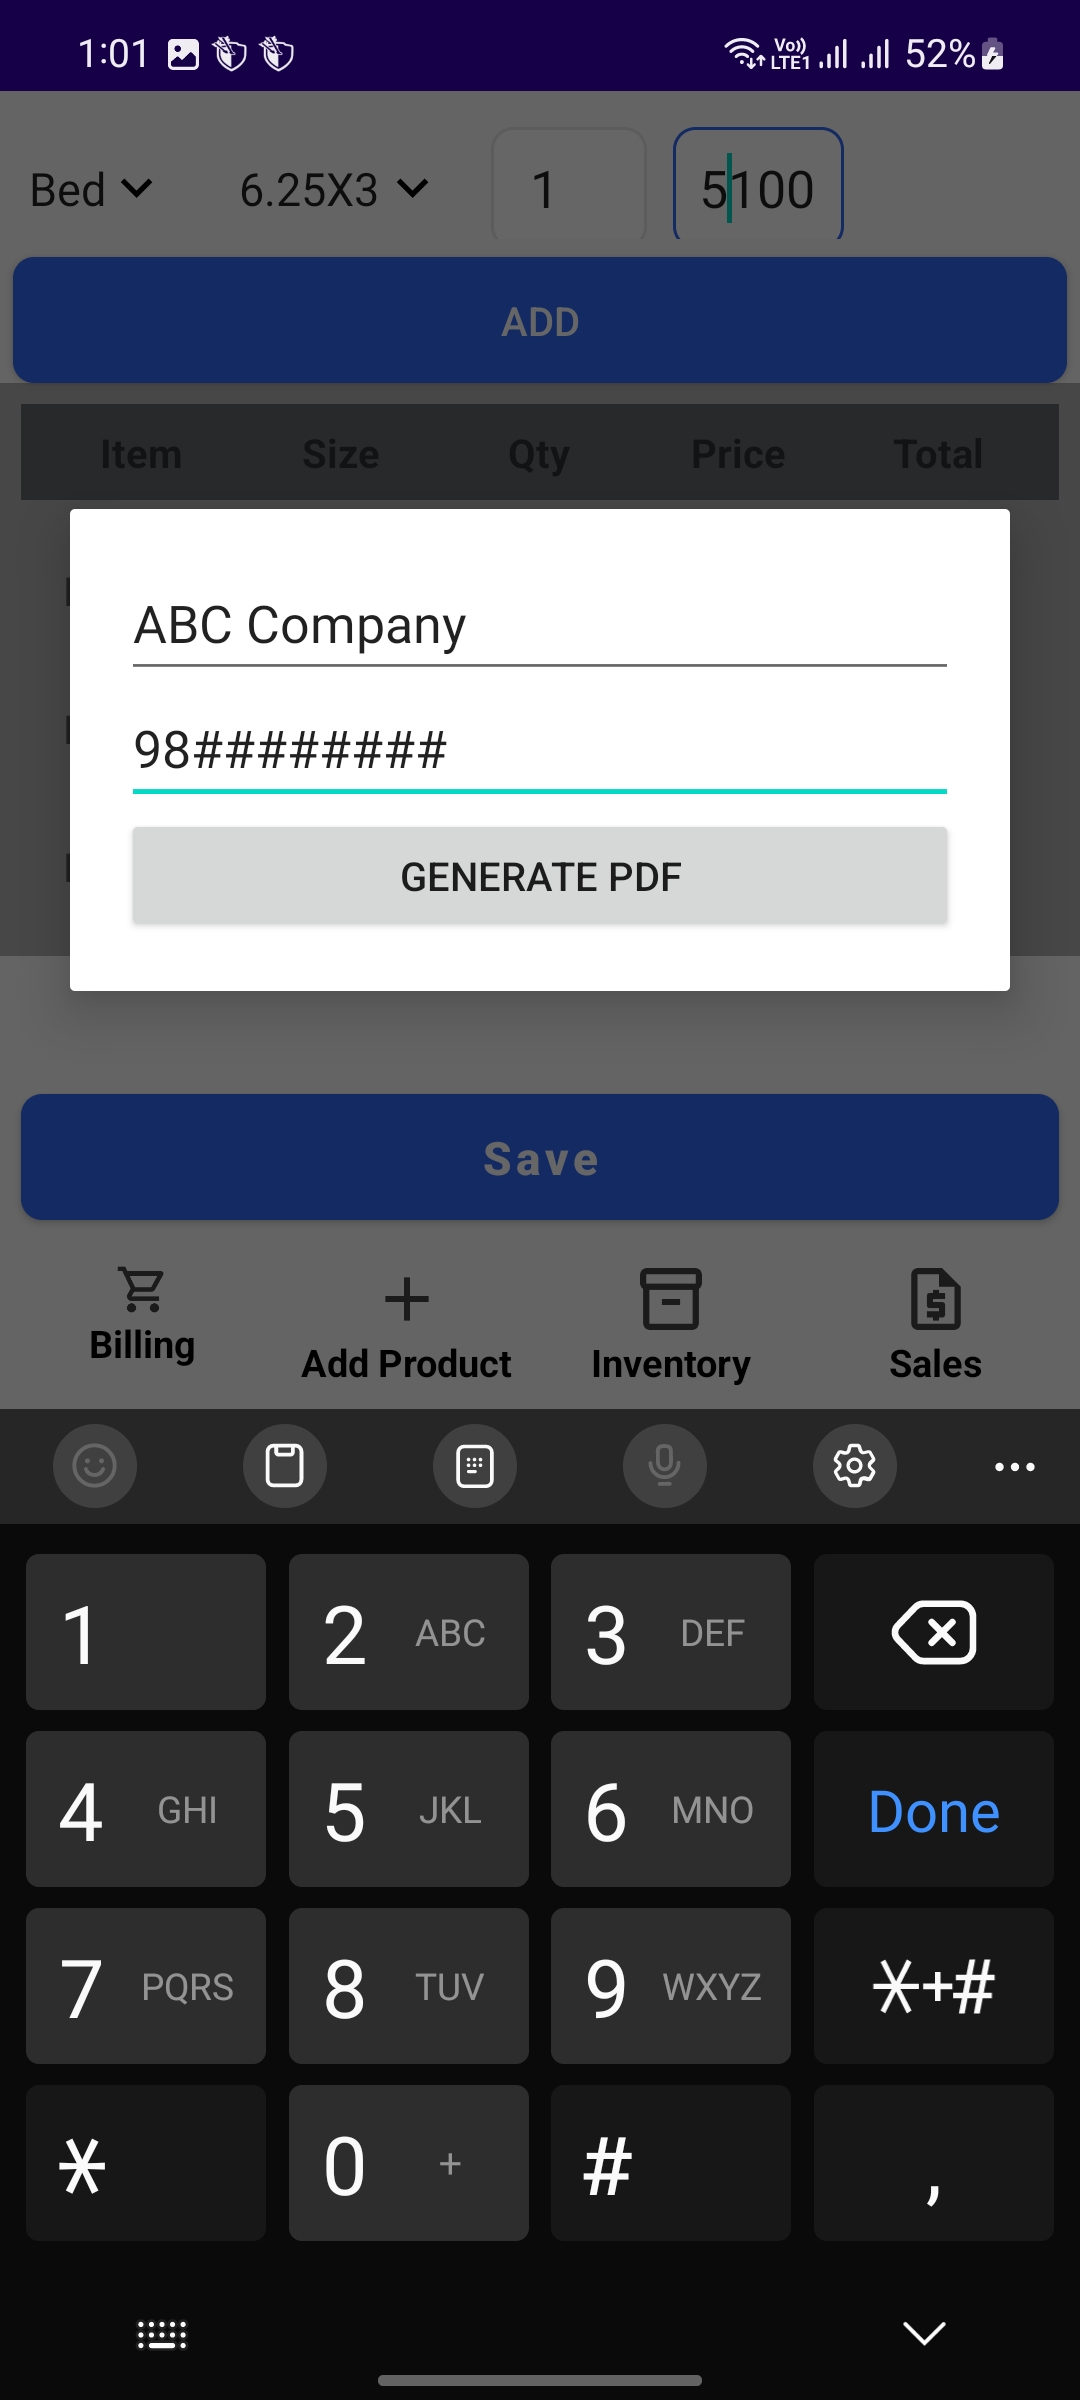 1:01 Vo)) LTE1 52%
Bed 6.25X3 1 5100
ADD
Item Size Qty Price Total
ABC Company
98########
GENERATE PDF
Save
Billing Add Product Inventory Sales
1 2 ABC 3 DEF
4 GHI 5 JKL 6 MNO Done
7 PQRS 8 TUV 9 WXYZ *+#
* 0 + # ,